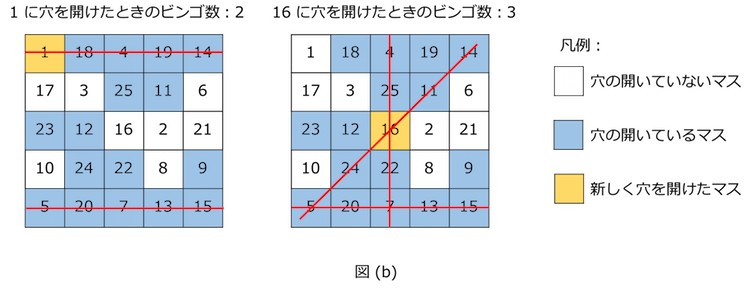 1 に穴を開けたときのビンゴ数：2
1 18 4 19 14
17 3 25 11 6
23 12 16 2 21
10 24 22 8 9
5 20 7 13 15
16 に穴を開けたときのビンゴ数：3
1 18 4 19 14
17 3 25 11 6
23 12 16 2 21
10 24 22 8 9
5 20 7 13 15
凡例：
穴の開いていないマス
穴の開いているマス
新しく穴を開けたマス
図 (b)